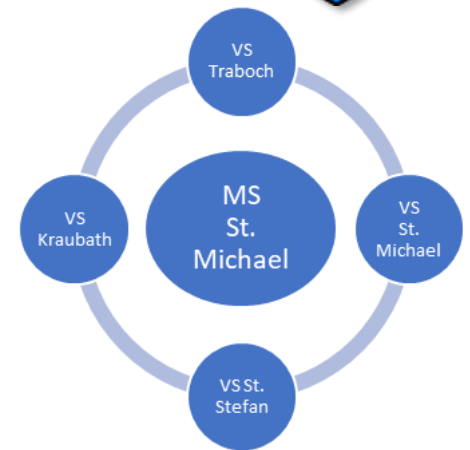 VS
Traboch
MS
St.
Michael
VS
Kraubath
VS
St.
Michael
VS St.
Stefan